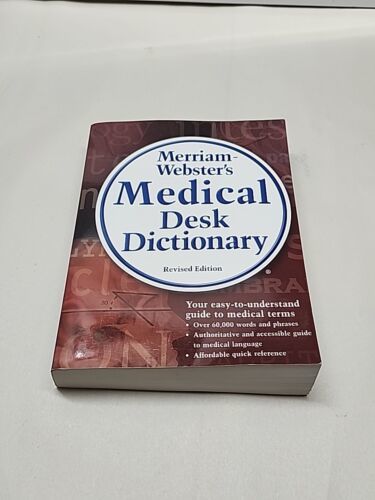 Merriam-
Webster's
Medical
Desk
Dictionary
Revised Edition
®
Your easy-to-understand
guide to medical terms
• Over 60,000 words and phrases
• Authoritative and accessible guide
to medical language
• Affordable quick reference